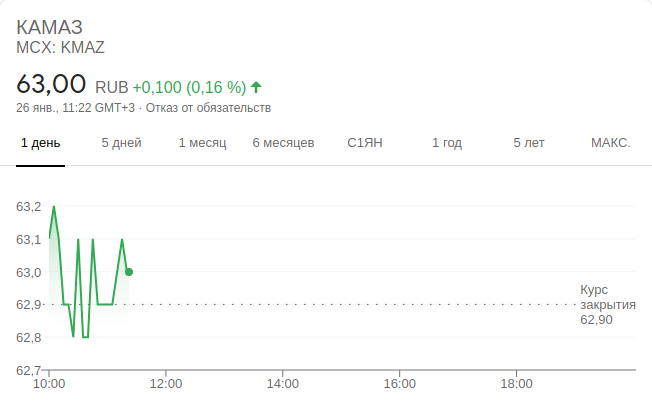 КАМАЗ
MCX: KMAZ
63,00 RUB +0,100 (0,16 %)
26 янв., 11:22 GMT+3 · Отказ от обязательств
1 день 5 дней 1 месяц 6 месяцев С1ЯН 1 год 5 лет МАКС.
63,2
63,1
63,0
Курс
62,9 закрытия
62,90
62,8
62,7
10:00 12:00 14:00 16:00 18:00